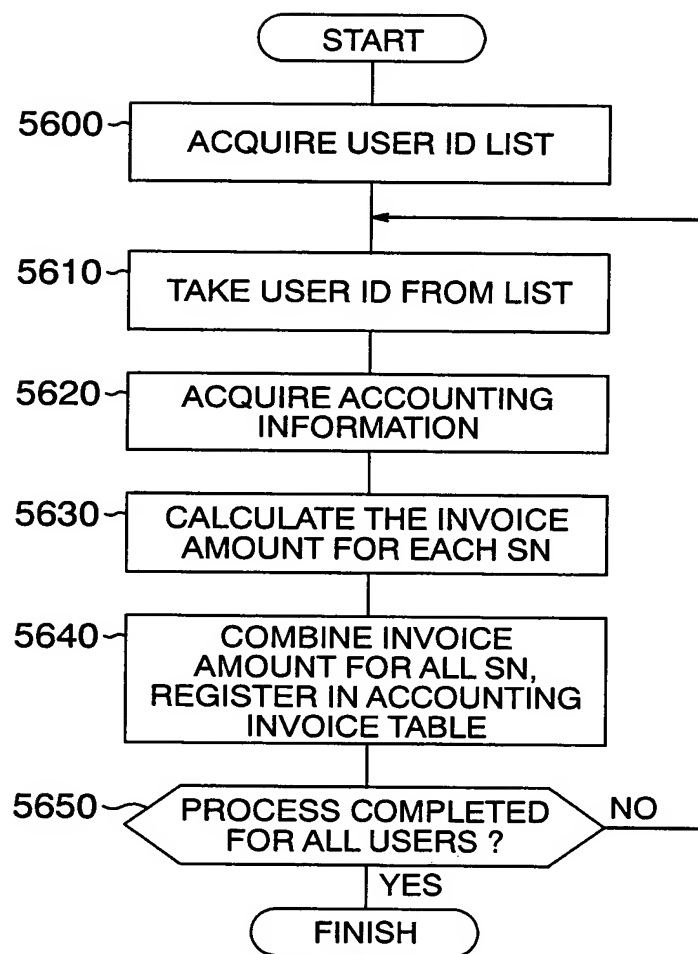 START
5600
ACQUIRE USER ID LIST
5610
TAKE USER ID FROM LIST
5620
ACQUIRE ACCOUNTING
INFORMATION
5630
CALCULATE THE INVOICE
AMOUNT FOR EACH SN
5640
COMBINE INVOICE
AMOUNT FOR ALL SN,
REGISTER IN ACCOUNTING
INVOICE TABLE
5650
PROCESS COMPLETED
FOR ALL USERS ?
NO
YES
FINISH